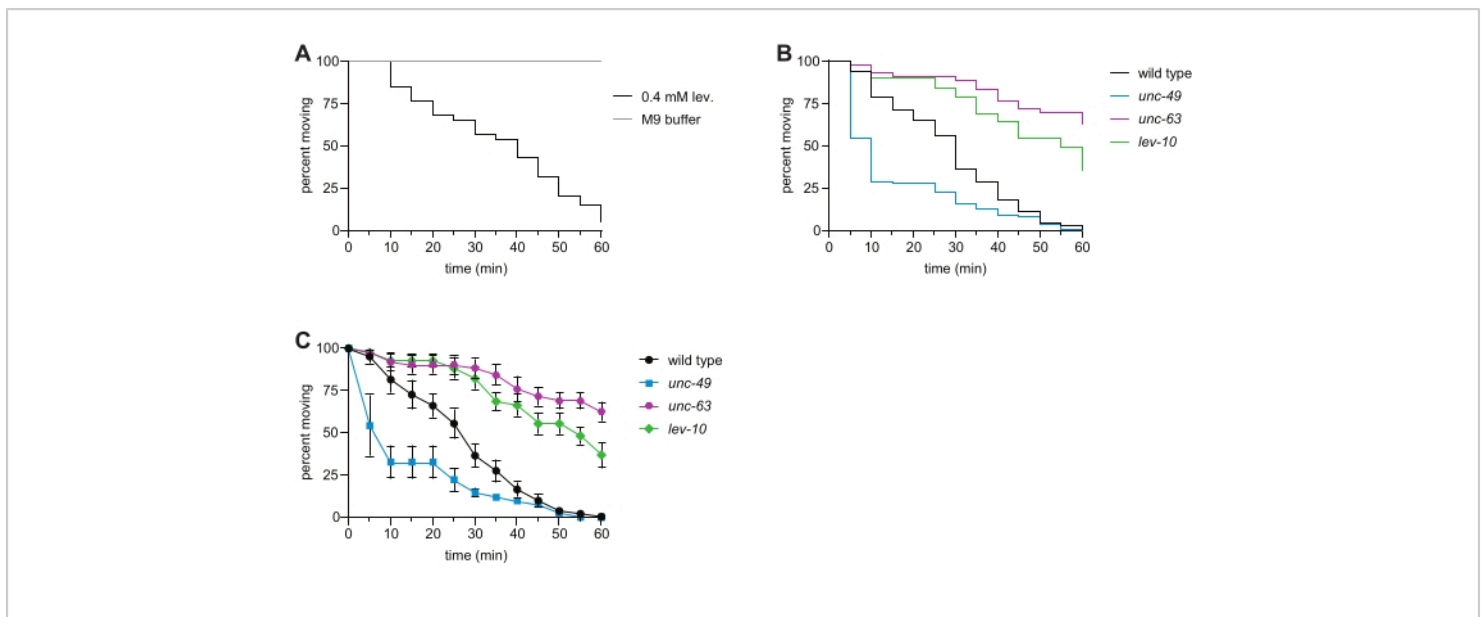 A
100
75
50
25
0
percent moving
0 10 20 30 40 50 60
time (min)
0.4 mM lev.
M9 buffer
B
100
75
50
25
0
percent moving
0 10 20 30 40 50 60
time (min)
wild type
unc-49
unc-63
lev-10
C
100
75
50
25
0
percent moving
0 10 20 30 40 50 60
time (min)
wild type
unc-49
unc-63
lev-10